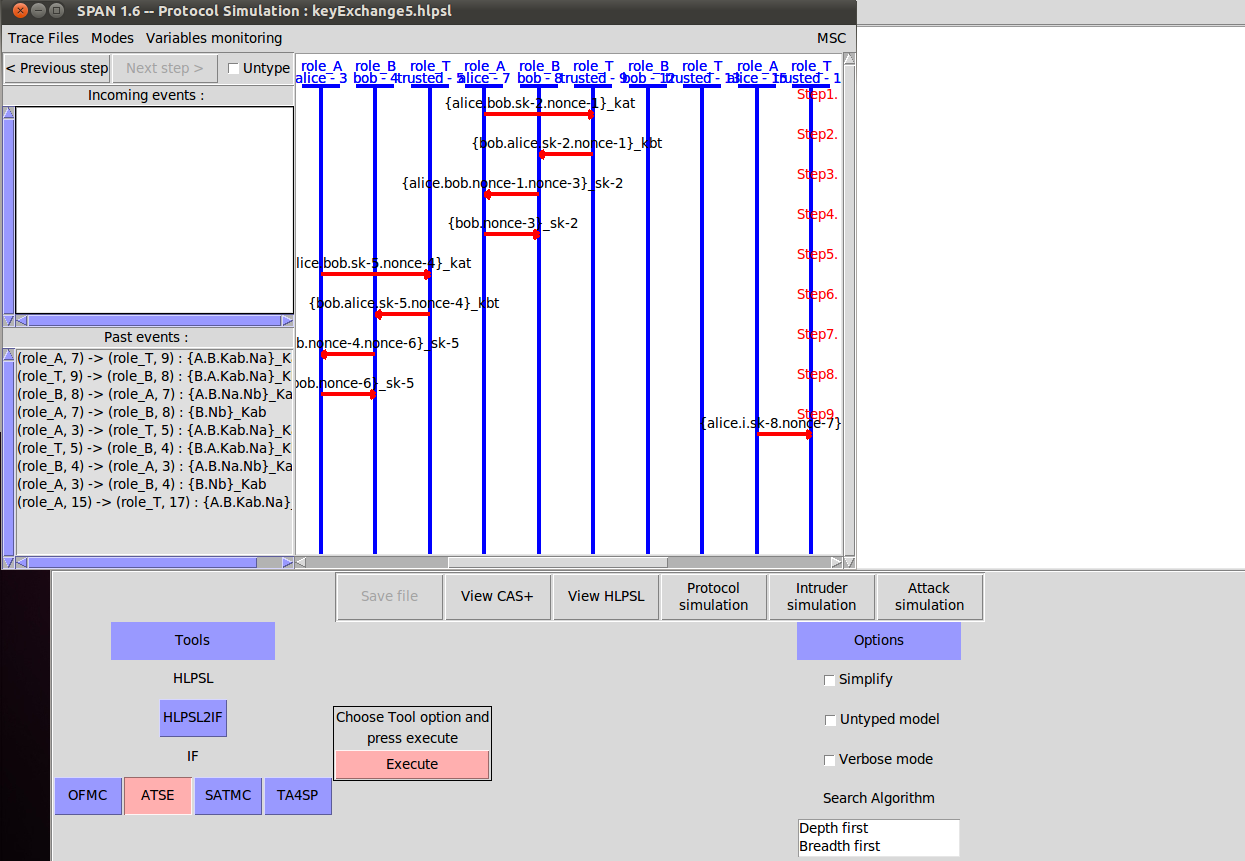 SPAN 1.6 -- Protocol Simulation : keyExchange5.hlpsl
Trace Files Modes Variables monitoring MSC
< Previous step Next step > Untype
Incoming events :
Past events :
(role_A, 7) -> (role_T, 9) : {A.B.Kab.Na}_K
(role_T, 9) -> (role_B, 8) : {B.A.Kab.Na}_K
(role_B, 8) -> (role_A, 7) : {A.B.Na.Nb}_Ka
(role_A, 7) -> (role_B, 8) : {B.Nb}_Kab
(role_A, 3) -> (role_T, 5) : {A.B.Kab.Na}_K
(role_T, 5) -> (role_B, 4) : {B.A.Kab.Na}_K
(role_B, 4) -> (role_A, 3) : {A.B.Na.Nb}_Ka
(role_A, 3) -> (role_B, 4) : {B.Nb}_Kab
(role_A, 15) -> (role_T, 17) : {A.B.Kab.Na}_
role_A role_B role_T role_A role_B role_T role_B role_T role_A role_T
alice - 3 bob - 4 trusted - 5 alice - 7 bob - 8 trusted - 9 bob - 12 trusted - 13 alice - 15 trusted - 1
Step1.
{alice.bob.sk-2.nonce-1}_kat
Step2.
{bob.alice.sk-2.nonce-1}_kbt
Step3.
{alice.bob.nonce-1.nonce-3}_sk-2
Step4.
{bob.nonce-3}_sk-2
Step5.
lice.bob.sk-5.nonce-4}_kat
Step6.
{bob.alice.sk-5.nonce-4}_kbt
Step7.
b.nonce-4.nonce-6}_sk-5
Step8.
bob.nonce-6}_sk-5
Step9.
{alice.i.sk-8.nonce-7}
Save file View CAS+ View HLPSL Protocol simulation Intruder simulation Attack simulation
Tools
HLPSL
HLPSL2IF
IF
OFMC ATSE SATMC TA4SP
Choose Tool option and
press execute
Execute
Options
Simplify
Untyped model
Verbose mode
Search Algorithm
Depth first
Breadth first